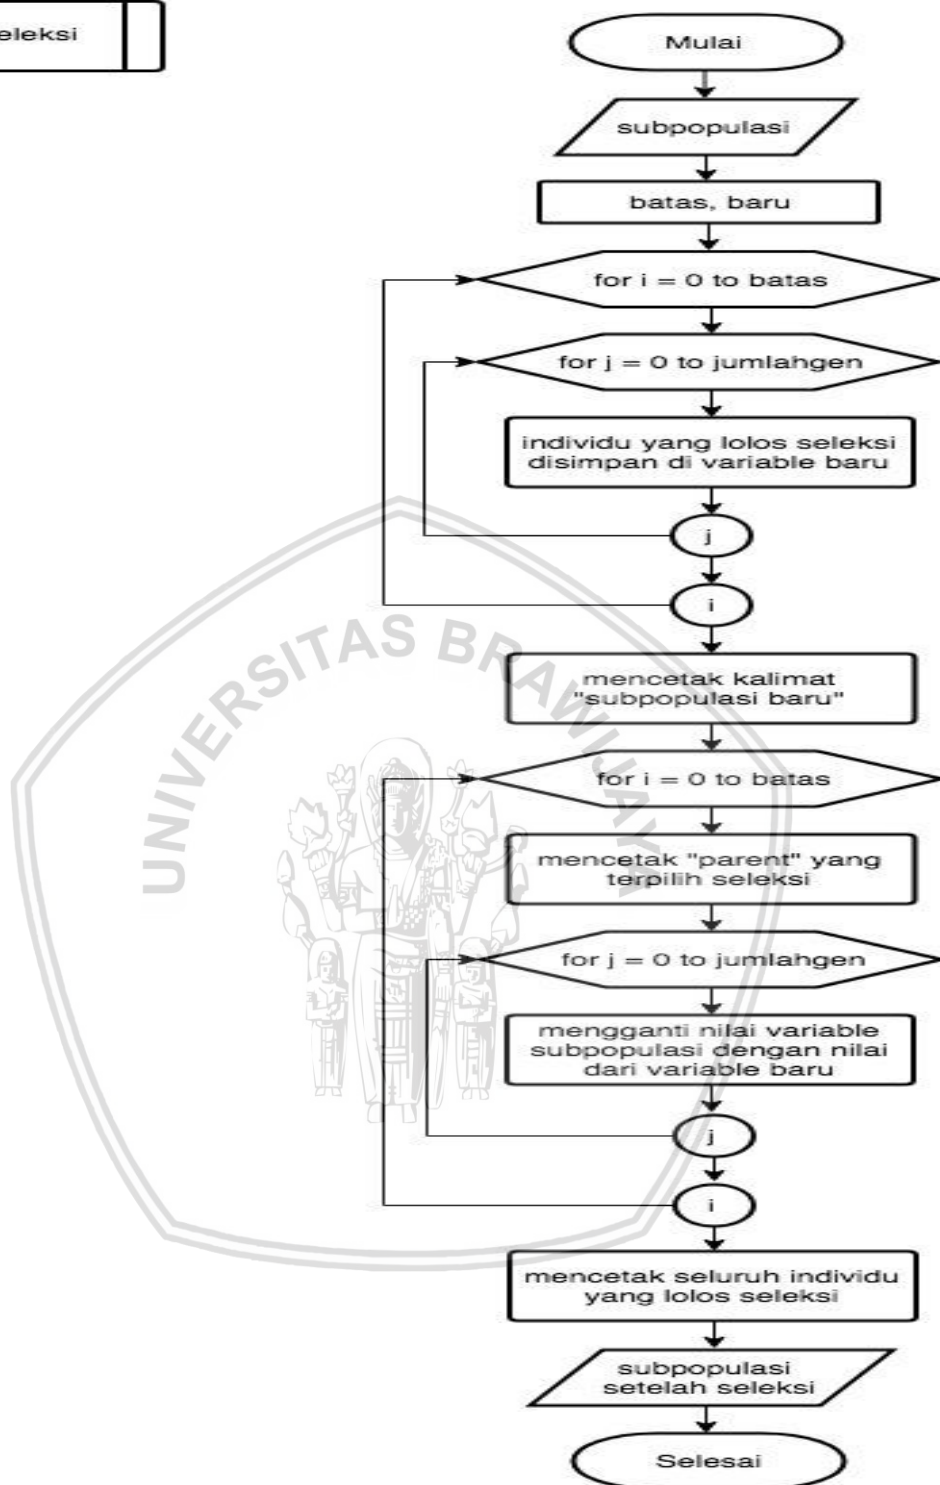 eleksi
Mulai
subpopulasi
batas, baru
for i = 0 to batas
for j = 0 to jumlahgen
individu yang lolos seleksi
disimpan di variable baru
j
i
mencetak kalimat
"subpopulasi baru"
for i = 0 to batas
mencetak "parent" yang
terpilih seleksi
for j = 0 to jumlahgen
mengganti nilai variable
subpopulasi dengan nilai
dari variable baru
j
i
mencetak seluruh individu
yang lolos seleksi
subpopulasi
setelah seleksi
Selesai
UNIVERSITAS BRAWIJAYA